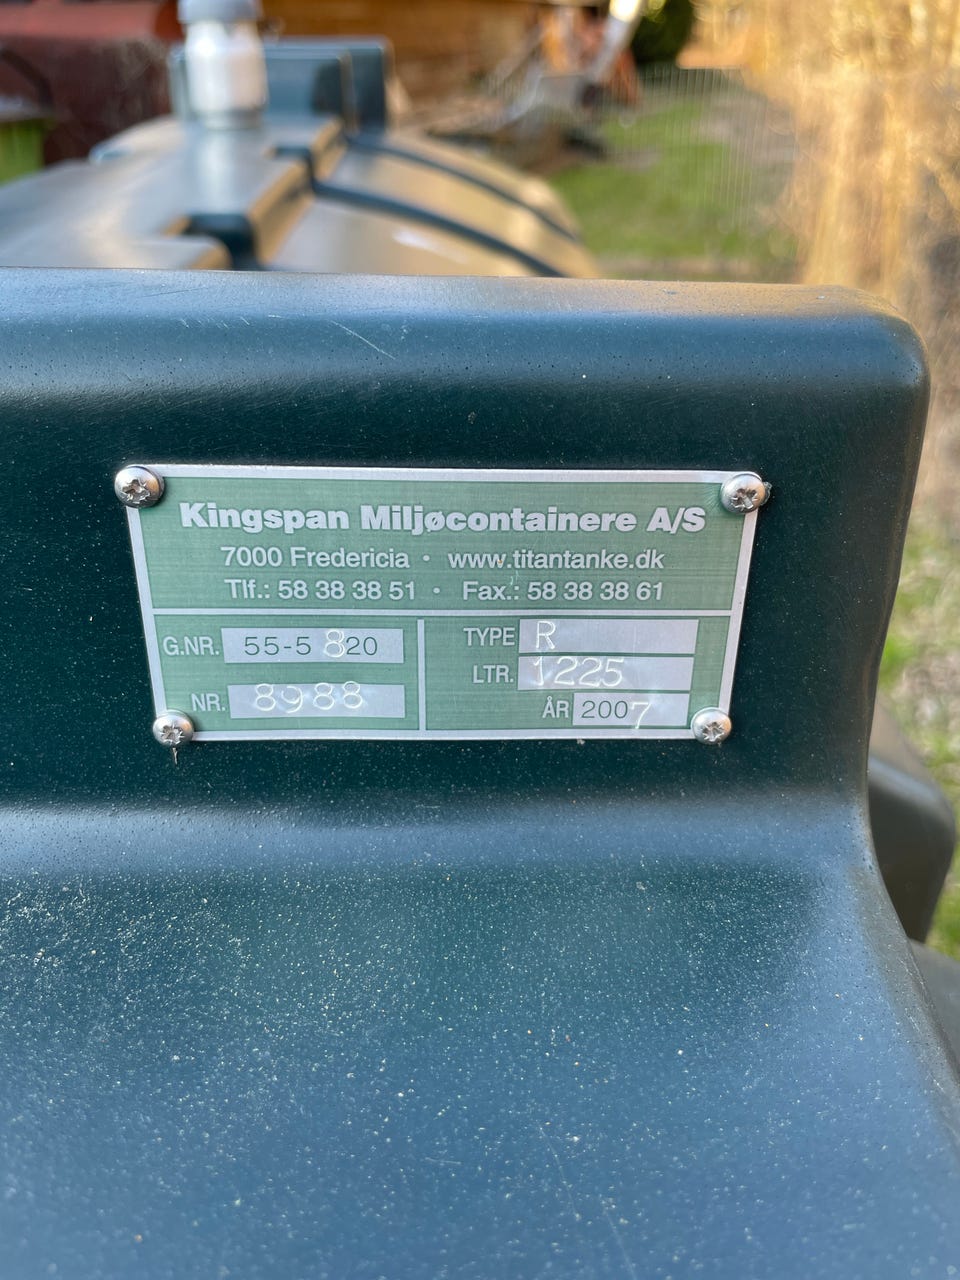 Kingspan Miljøcontainere A/S
7000 Fredericia • www.titantanke.dk
Tlf.: 58 38 38 51 • Fax.: 58 38 38 61
G.NR. 55-5 820
NR. 8988
TYPE R
LTR. 1225
ÅR 2007